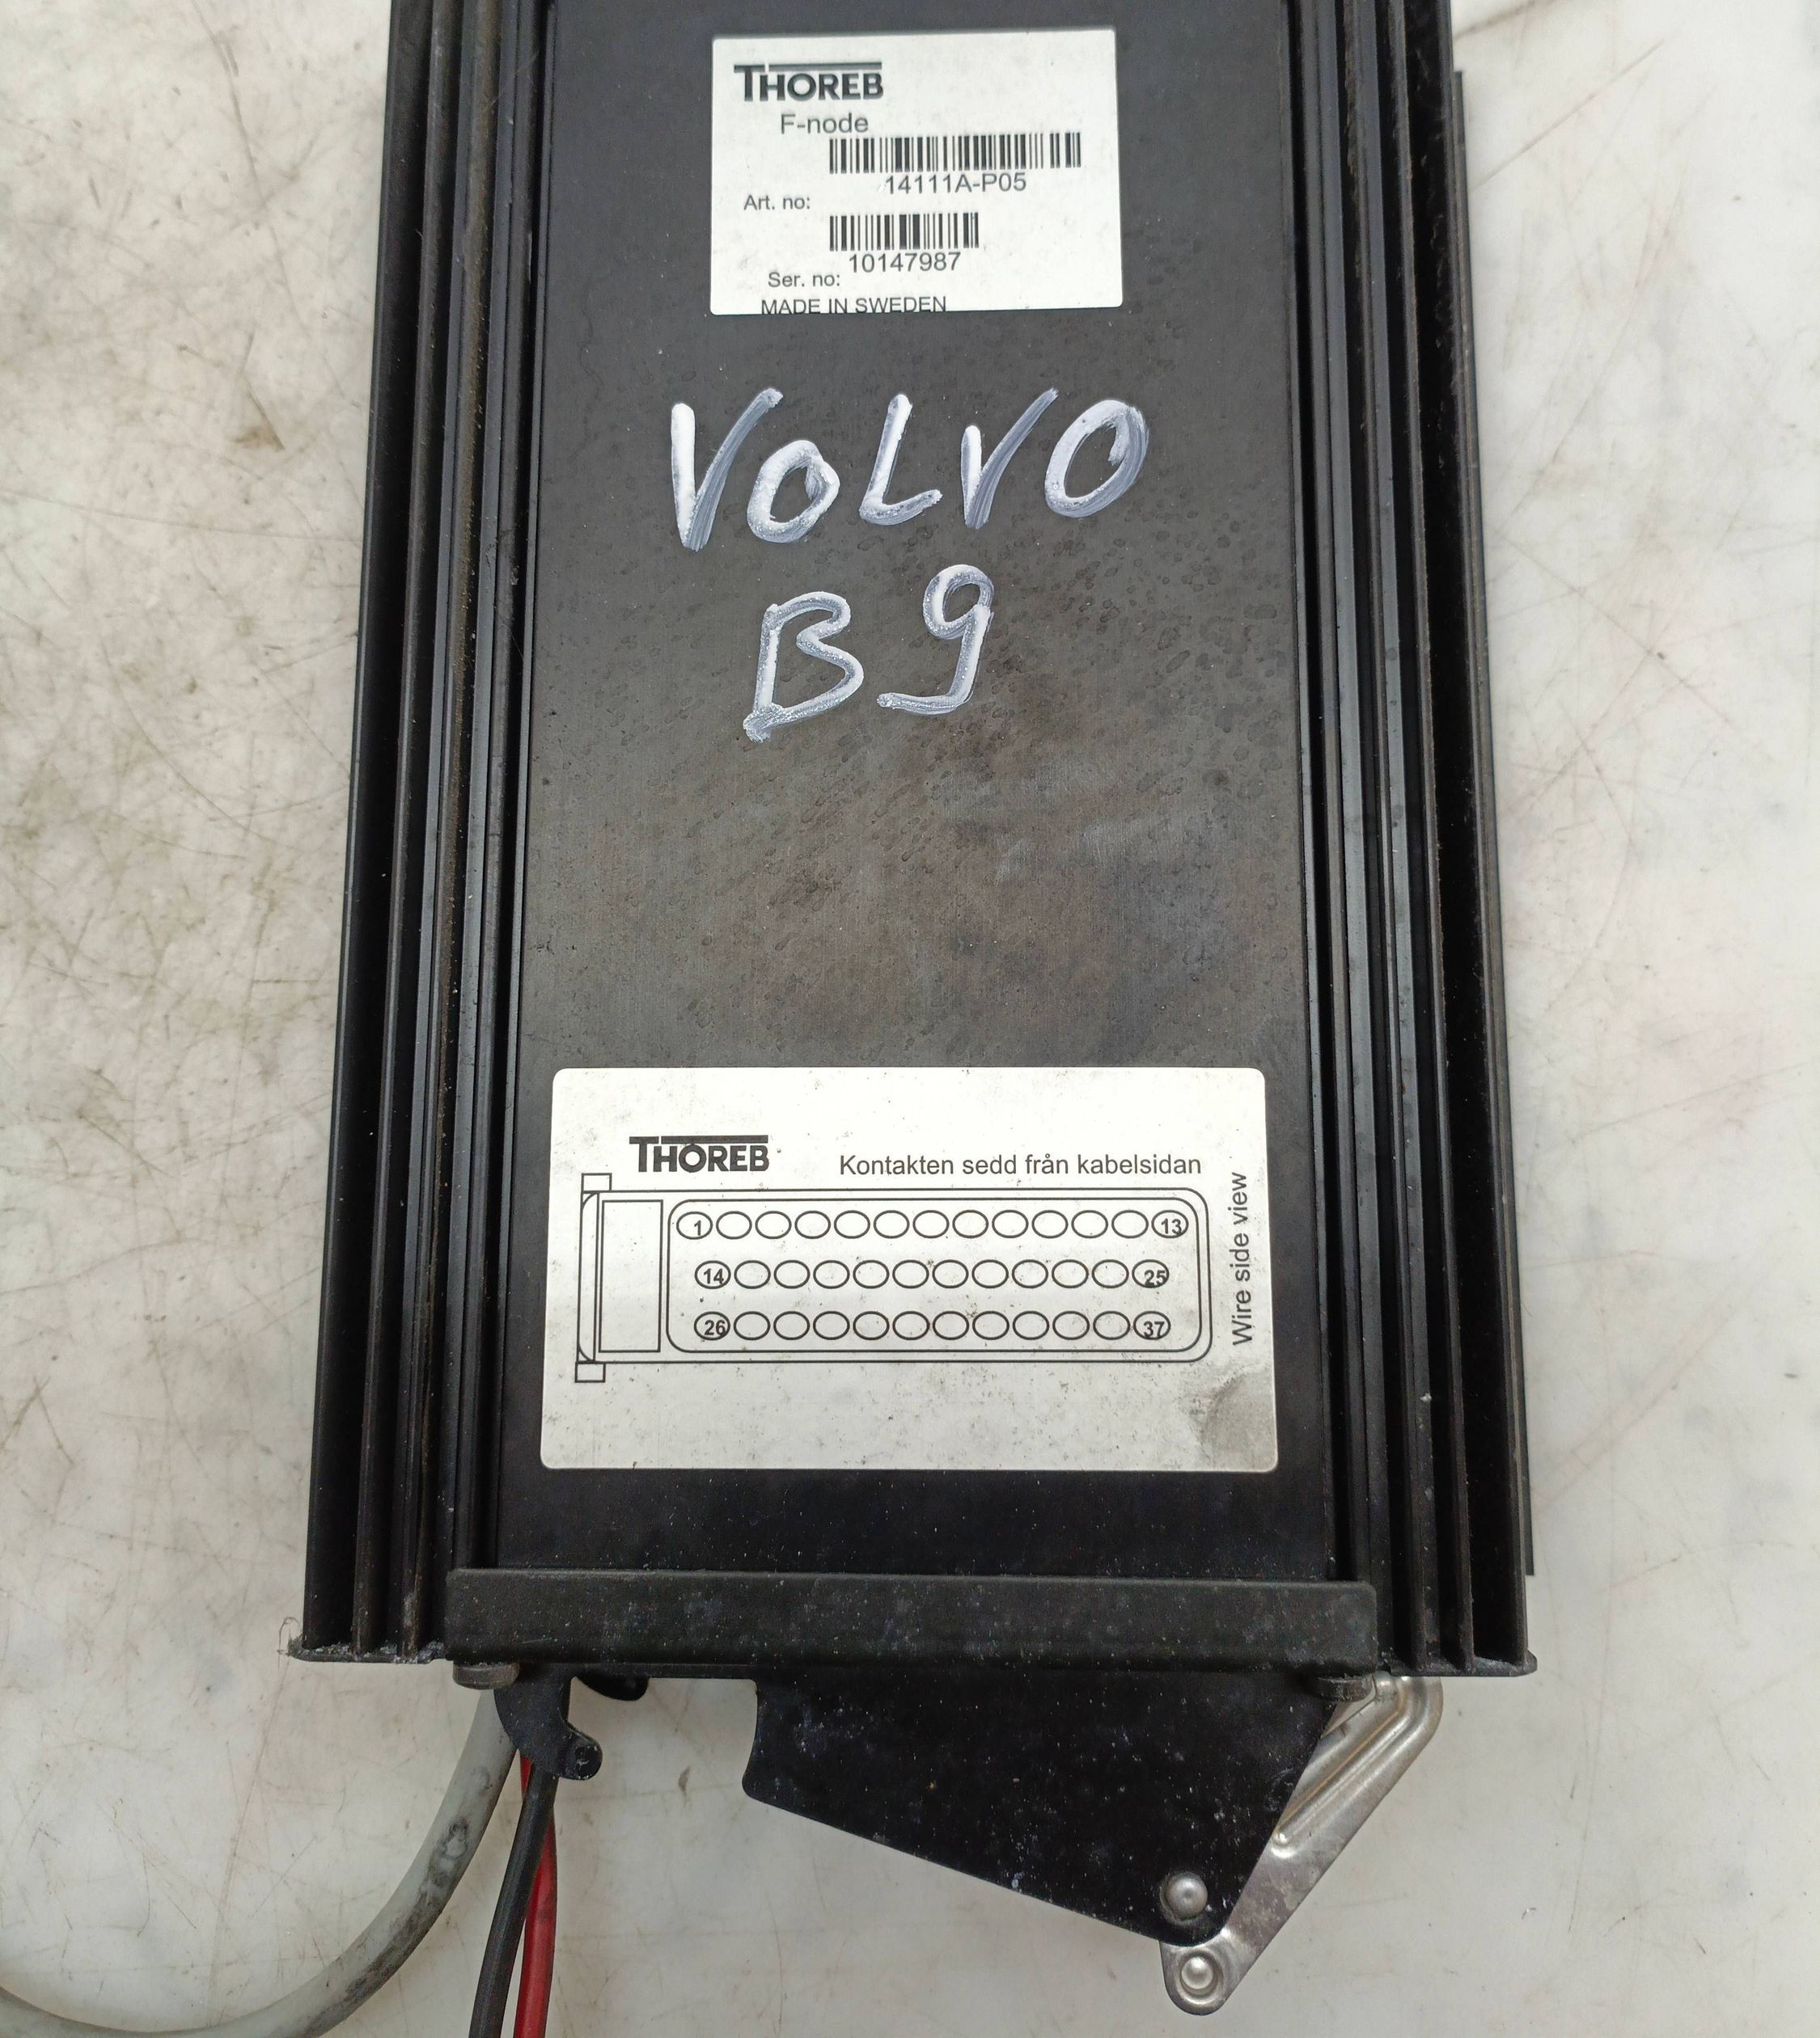 THOREB
F-node
14111A-P05
Art. no:
10147987
Ser. no:
MADE IN SWEDEN
VOLVO
B9
THOREB
Kontakten sedd från kabelsidan
1 13
14 25
26 37
Wire side view